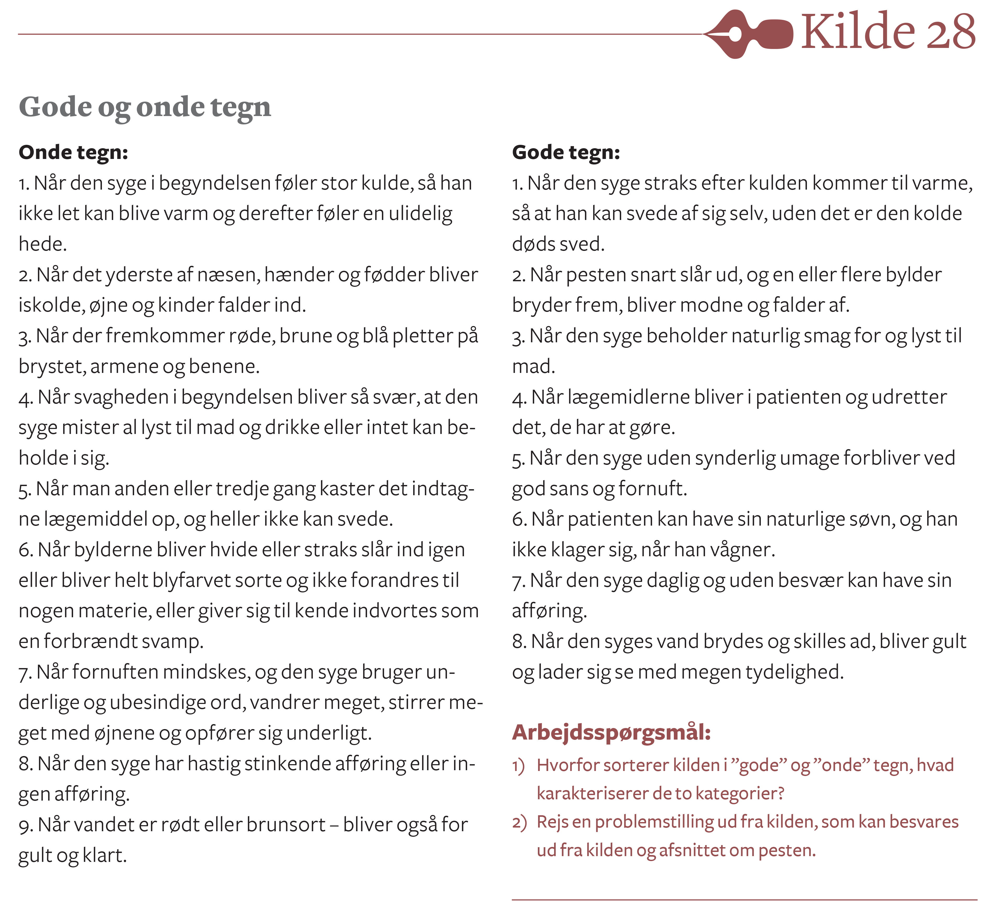 Kilde 28
Gode og onde tegn
Onde tegn:
1. Når den syge i begyndelsen føler stor kulde, så han
ikke let kan blive varm og derefter føler en ulidelig
hede.
2. Når det yderste af næsen, hænder og fødder bliver
iskolde, øjne og kinder falder ind.
3. Når der fremkommer røde, brune og blå pletter på
brystet, armene og benene.
4. Når svagheden i begyndelsen bliver så svær, at den
syge mister al lyst til mad og drikke eller intet kan be-
holde i sig.
5. Når man anden eller tredje gang kaster det indtag-
ne lægemiddel op, og heller ikke kan svede.
6. Når bylderne bliver hvide eller straks slår ind igen
eller bliver helt blyfarvet sorte og ikke forandres til
nogen materie, eller giver sig til kende indvortes som
en forbrændt svamp.
7. Når fornuften mindskes, og den syge bruger un-
derlige og ubesindige ord, vandrer meget, stirrer me-
get med øjnene og opfører sig underligt.
8. Når den syge har hastig stinkende afføring eller in-
gen afføring.
9. Når vandet er rødt eller brunsort – bliver også for
gult og klart.
Gode tegn:
1. Når den syge straks efter kulden kommer til varme,
så at han kan svede af sig selv, uden det er den kolde
døds sved.
2. Når pesten snart slår ud, og en eller flere bylder
bryder frem, bliver modne og falder af.
3. Når den syge beholder naturlig smag for og lyst til
mad.
4. Når lægemidlerne bliver i patienten og udretter
det, de har at gøre.
5. Når den syge uden synderlig umage forbliver ved
god sans og fornuft.
6. Når patienten kan have sin naturlige søvn, og han
ikke klager sig, når han vågner.
7. Når den syge daglig og uden besvær kan have sin
afføring.
8. Når den syges vand brydes og skilles ad, bliver gult
og lader sig se med megen tydelighed.
Arbejdsspørgsmål:
1) Hvorfor sorterer kilden i ”gode” og ”onde” tegn, hvad
karakteriserer de to kategorier?
2) Rejs en problemstilling ud fra kilden, som kan besvares
ud fra kilden og afsnittet om pesten.